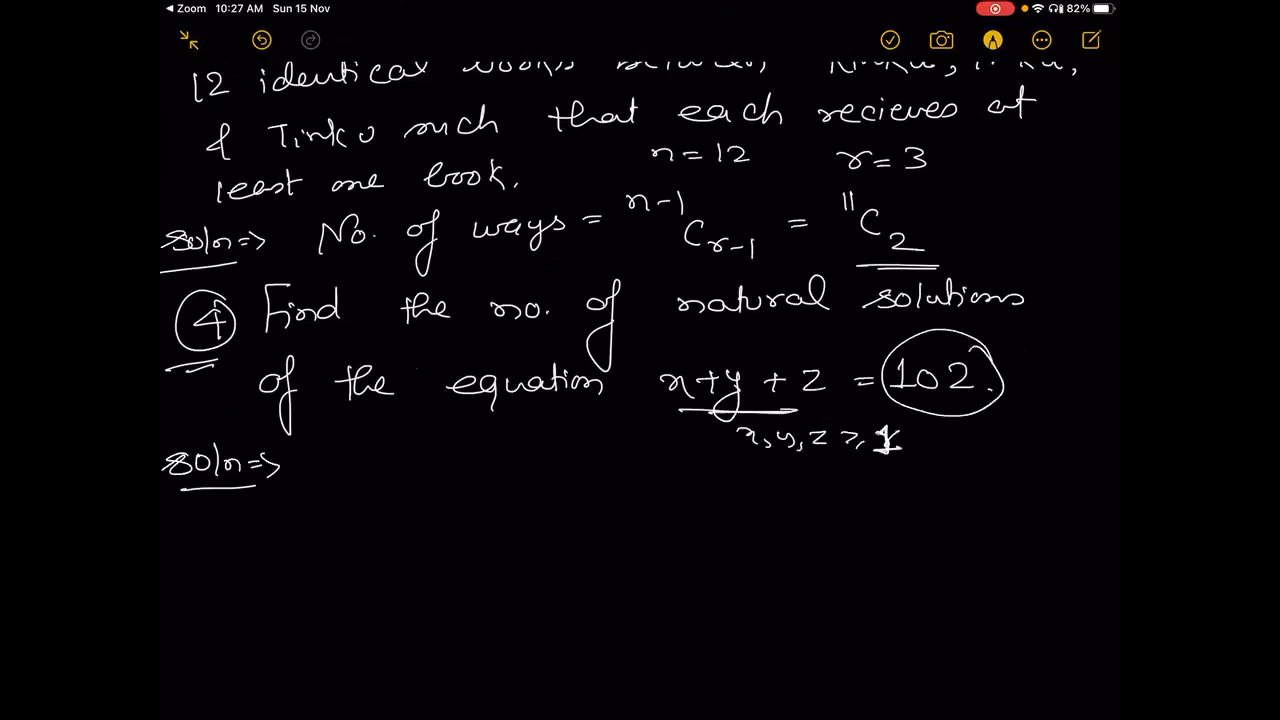 Zoom 10:27 AM Sun 15 Nov 82%
12 identical books between
& Tinku such that each recieves at
least one book. n = 12 r = 3
Soln => No. of ways = n-1Cr-1 = 11C2
4 Find the no. of natural solutions
of the equation x + y + z = 102.
x, y, z ≥ 1
Soln =>